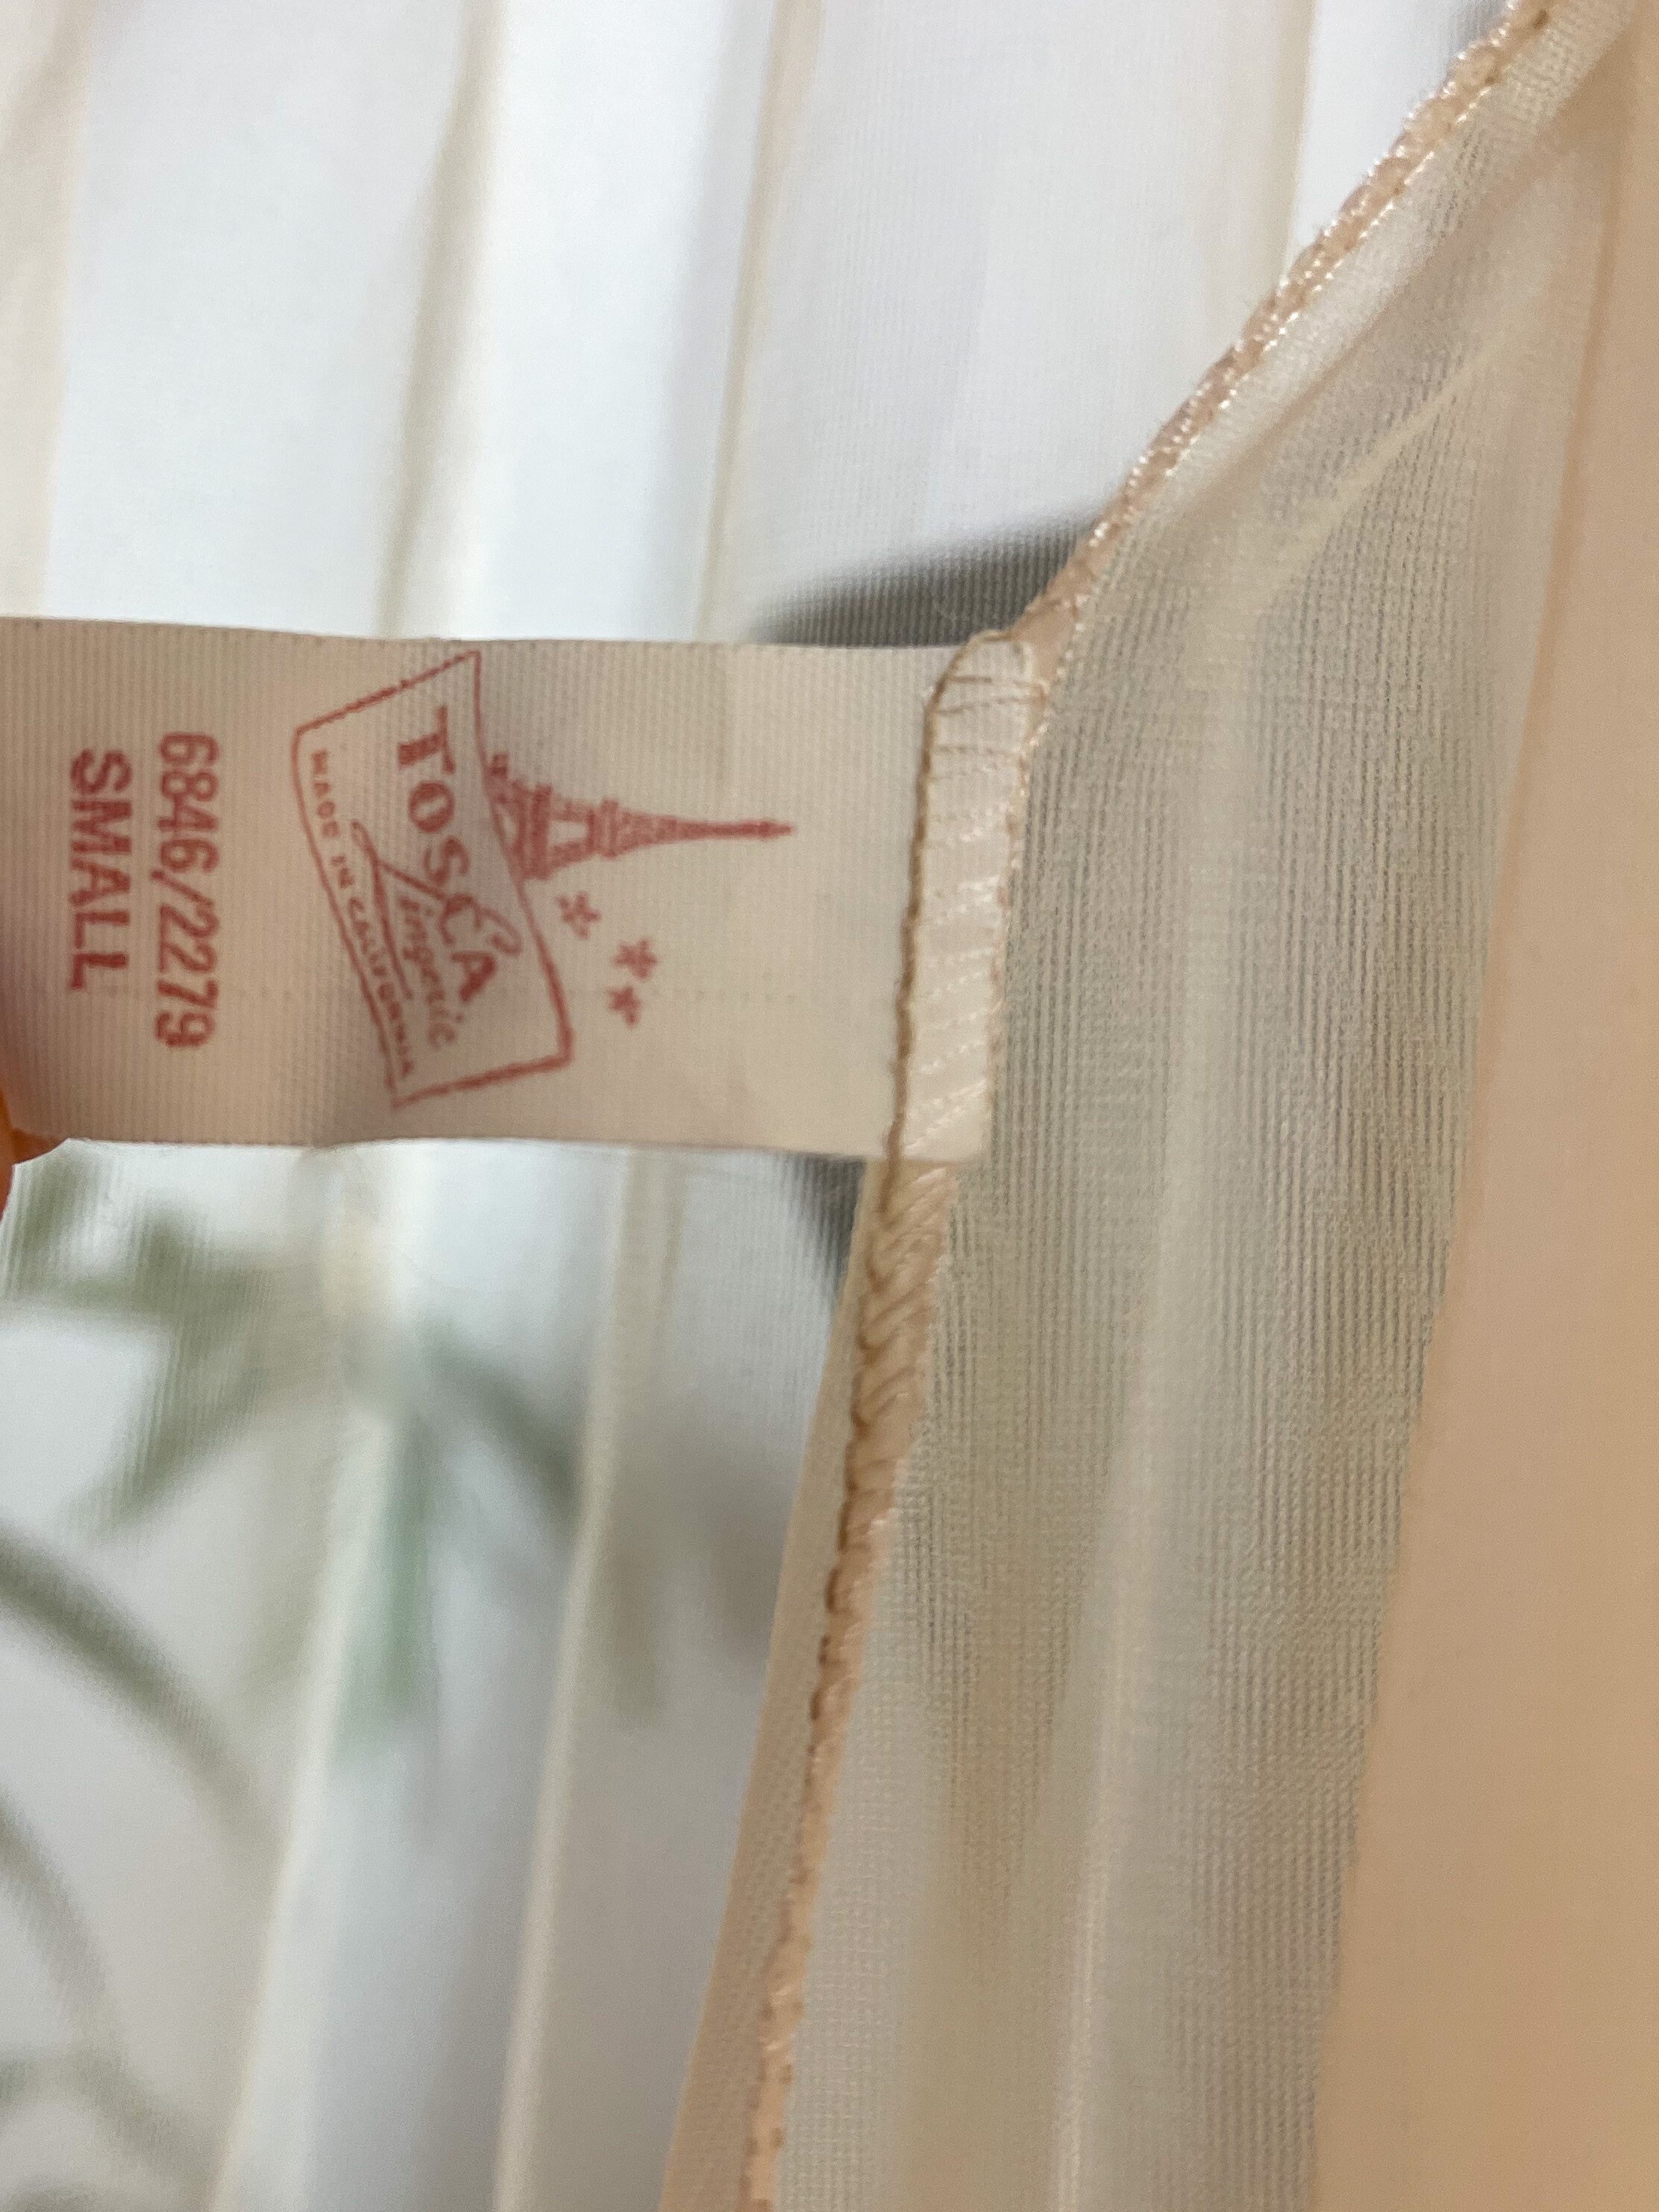 TOSCA
Lingerie
MADE IN CALIFORNIA
6846/2279
SMALL